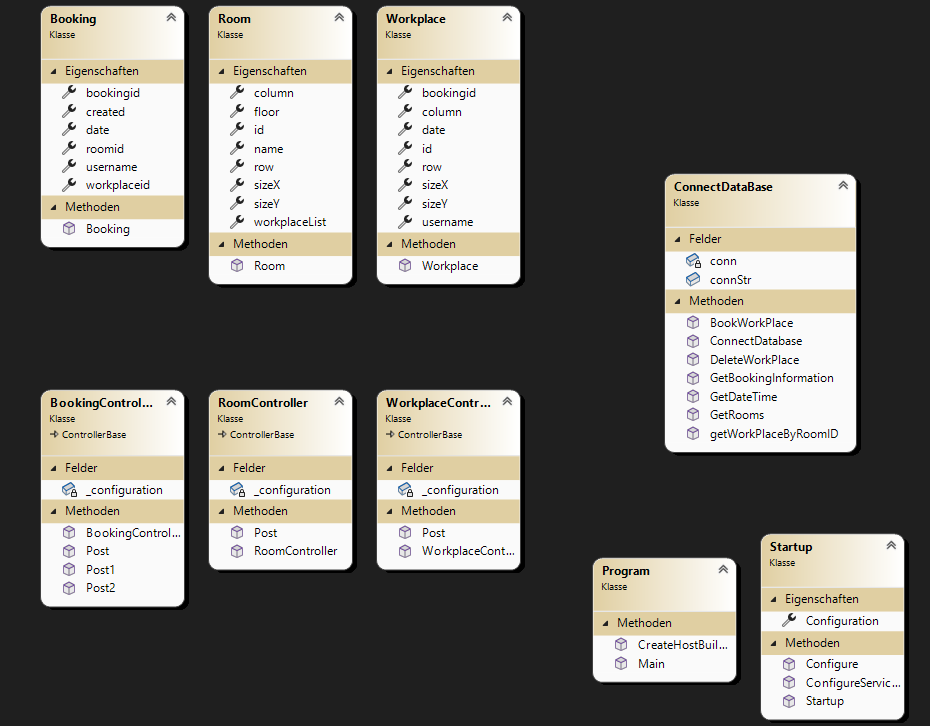 Booking
Klasse
Eigenschaften
bookingid
created
date
roomid
username
workplaceid
Methoden
Booking
Room
Klasse
Eigenschaften
column
floor
id
name
row
sizeX
sizeY
workplaceList
Methoden
Room
Workplace
Klasse
Eigenschaften
bookingid
column
date
id
row
sizeX
sizeY
username
Methoden
Workplace
ConnectDataBase
Klasse
Felder
conn
connStr
Methoden
BookWorkPlace
ConnectDatabase
DeleteWorkPlace
GetBookingInformation
GetDateTime
GetRooms
getWorkPlaceByRoomID
BookingControl...
Klasse
ControllerBase
Felder
_configuration
Methoden
BookingControl...
Post
Post1
Post2
RoomController
Klasse
ControllerBase
Felder
_configuration
Methoden
Post
RoomController
WorkplaceContr...
Klasse
ControllerBase
Felder
_configuration
Methoden
Post
WorkplaceCont...
Program
Klasse
Methoden
CreateHostBuil...
Main
Startup
Klasse
Eigenschaften
Configuration
Methoden
Configure
ConfigureServic...
Startup